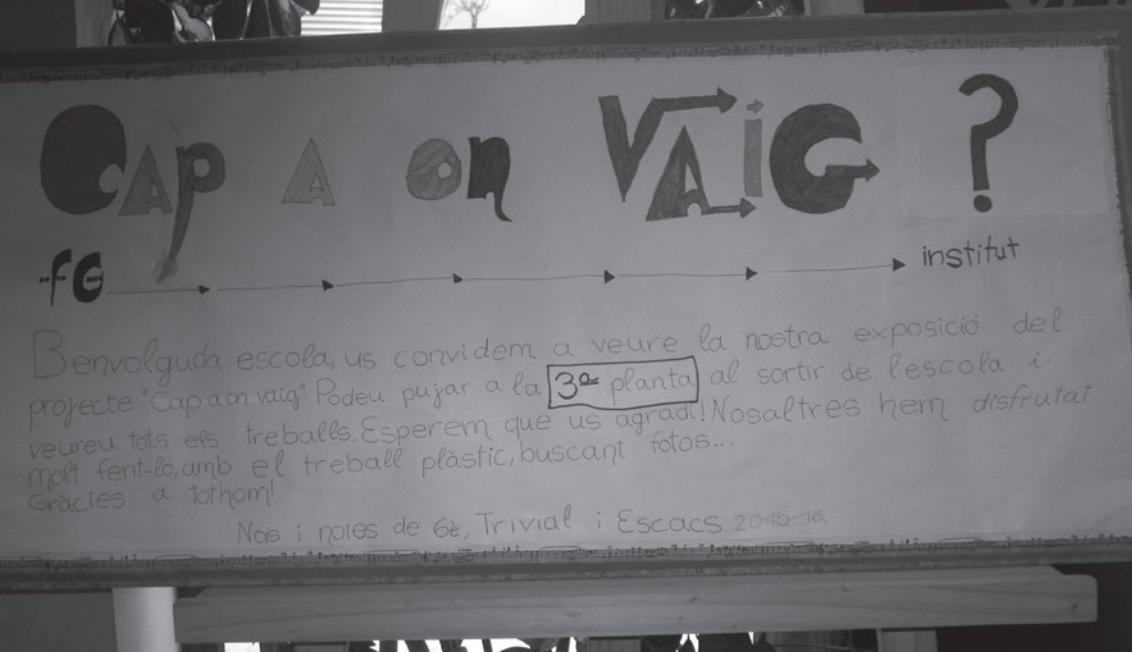 Cap A on VAiG ?
fc institut
Benvolguda escola, us convidem a veure la nostra exposició del
projecte "Cap a on vaig". Podeu pujar a la 3ª planta al sortir de l'escola i
veureu tots els treballs. Esperem que us agradi! Nosaltres hem disfrutat
molt fent-lo, amb el treball plàstic, buscant fotos...
Gràcies a tothom!
Nois i noies de 6è, Trivial i Escacs. 2015-16.